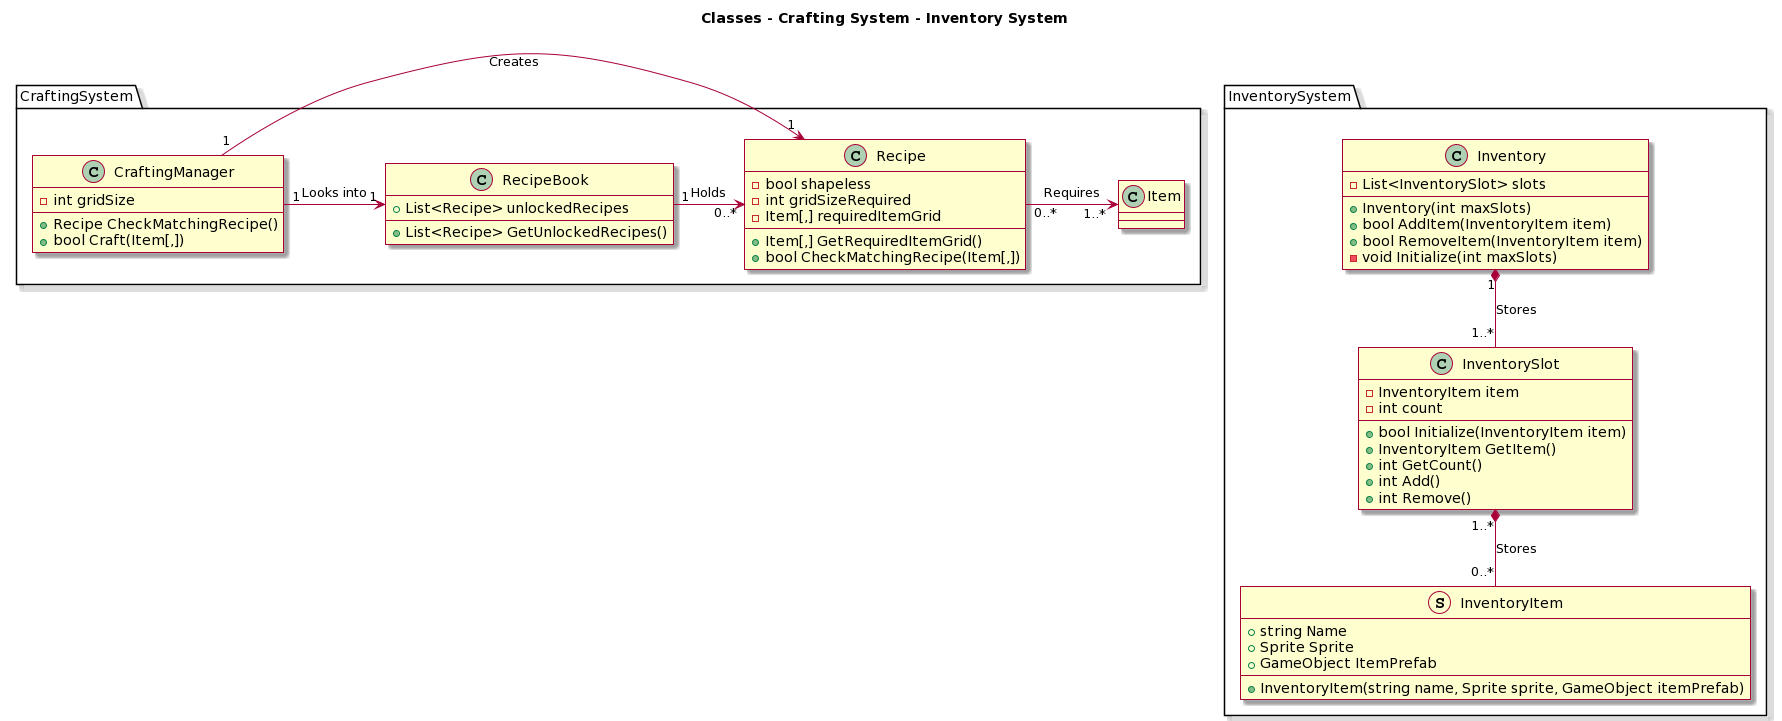 Classes - Crafting System - Inventory System
CraftingSystem
Creates
1
1
C CraftingManager
int gridSize
Recipe CheckMatchingRecipe()
bool Craft(Item[,])
1 Looks into 1
C RecipeBook
List<Recipe> unlockedRecipes
List<Recipe> GetUnlockedRecipes()
1 Holds
0..*
C Recipe
bool shapeless
int gridSizeRequired
Item[,] requiredItemGrid
Item[,] GetRequiredItemGrid()
bool CheckMatchingRecipe(Item[,])
Requires
0..* 1..*
C Item
InventorySystem
C Inventory
List<InventorySlot> slots
Inventory(int maxSlots)
bool AddItem(InventoryItem item)
bool RemoveItem(InventoryItem item)
void Initialize(int maxSlots)
1
Stores
1..*
C InventorySlot
InventoryItem item
int count
bool Initialize(InventoryItem item)
InventoryItem GetItem()
int GetCount()
int Add()
int Remove()
1..*
Stores
0..*
S InventoryItem
string Name
Sprite Sprite
GameObject ItemPrefab
InventoryItem(string name, Sprite sprite, GameObject itemPrefab)